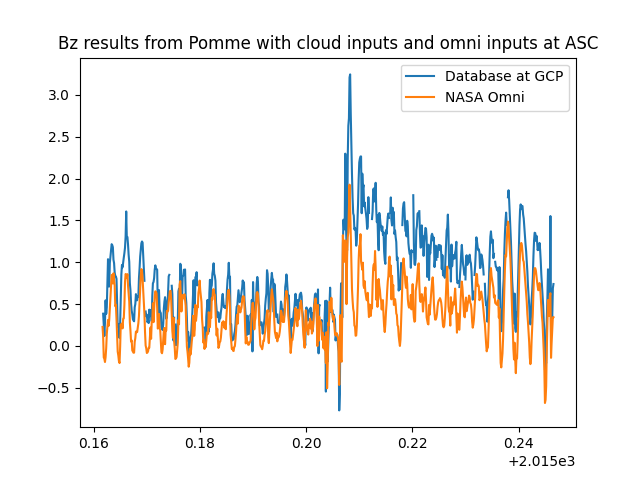 Bz results from Pomme with cloud inputs and omni inputs at ASC
Database at GCP
NASA Omni
3.0
2.5
2.0
1.5
1.0
0.5
0.0
−0.5
0.16 0.18 0.20 0.22 0.24
+2.015e3